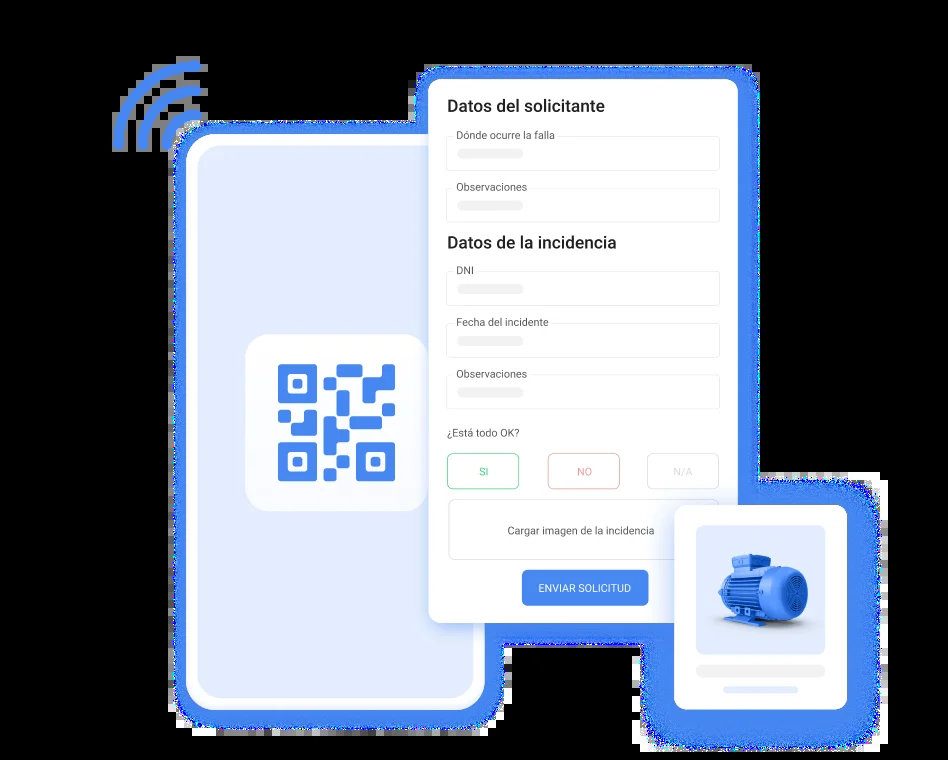 Datos del solicitante
Dónde ocurre la falla
Observaciones
Datos de la incidencia
DNI
Fecha del incidente
Observaciones
¿Está todo OK?
SI
NO
N/A
Cargar imagen de la incidencia
ENVIAR SOLICITUD